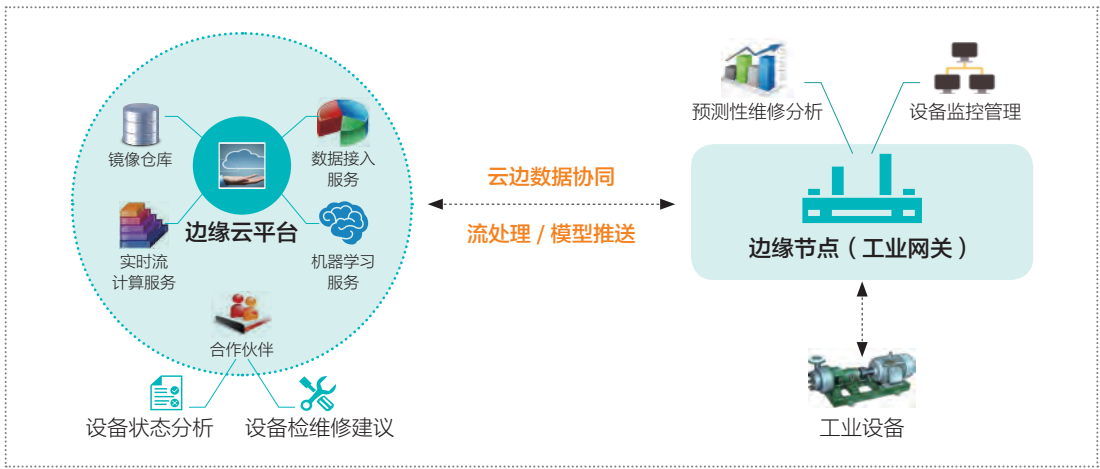 镜像仓库
数据接入
服务
边缘云平台
实时流
计算服务
机器学习
服务
合作伙伴
设备状态分析
设备检维修建议
云边数据协同
流处理 / 模型推送
预测性维修分析
设备监控管理
边缘节点（工业网关）
工业设备